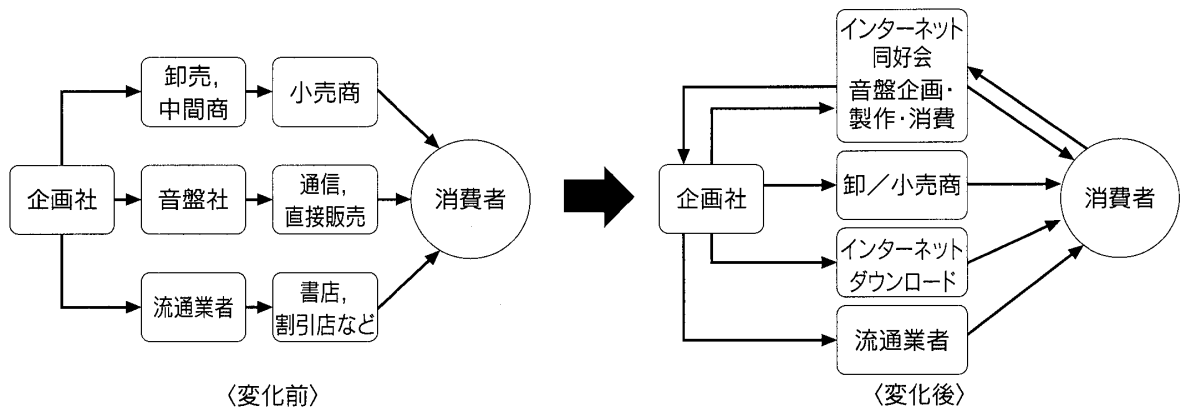 企画社
卸売,
中間商
小売商
音盤社
通信,
直接販売
流通業者
書店,
割引店など
消費者
〈変化前〉
企画社
インターネット
同好会
音盤企画・
製作・消費
卸／小売商
インターネット
ダウンロード
流通業者
消費者
〈変化後〉